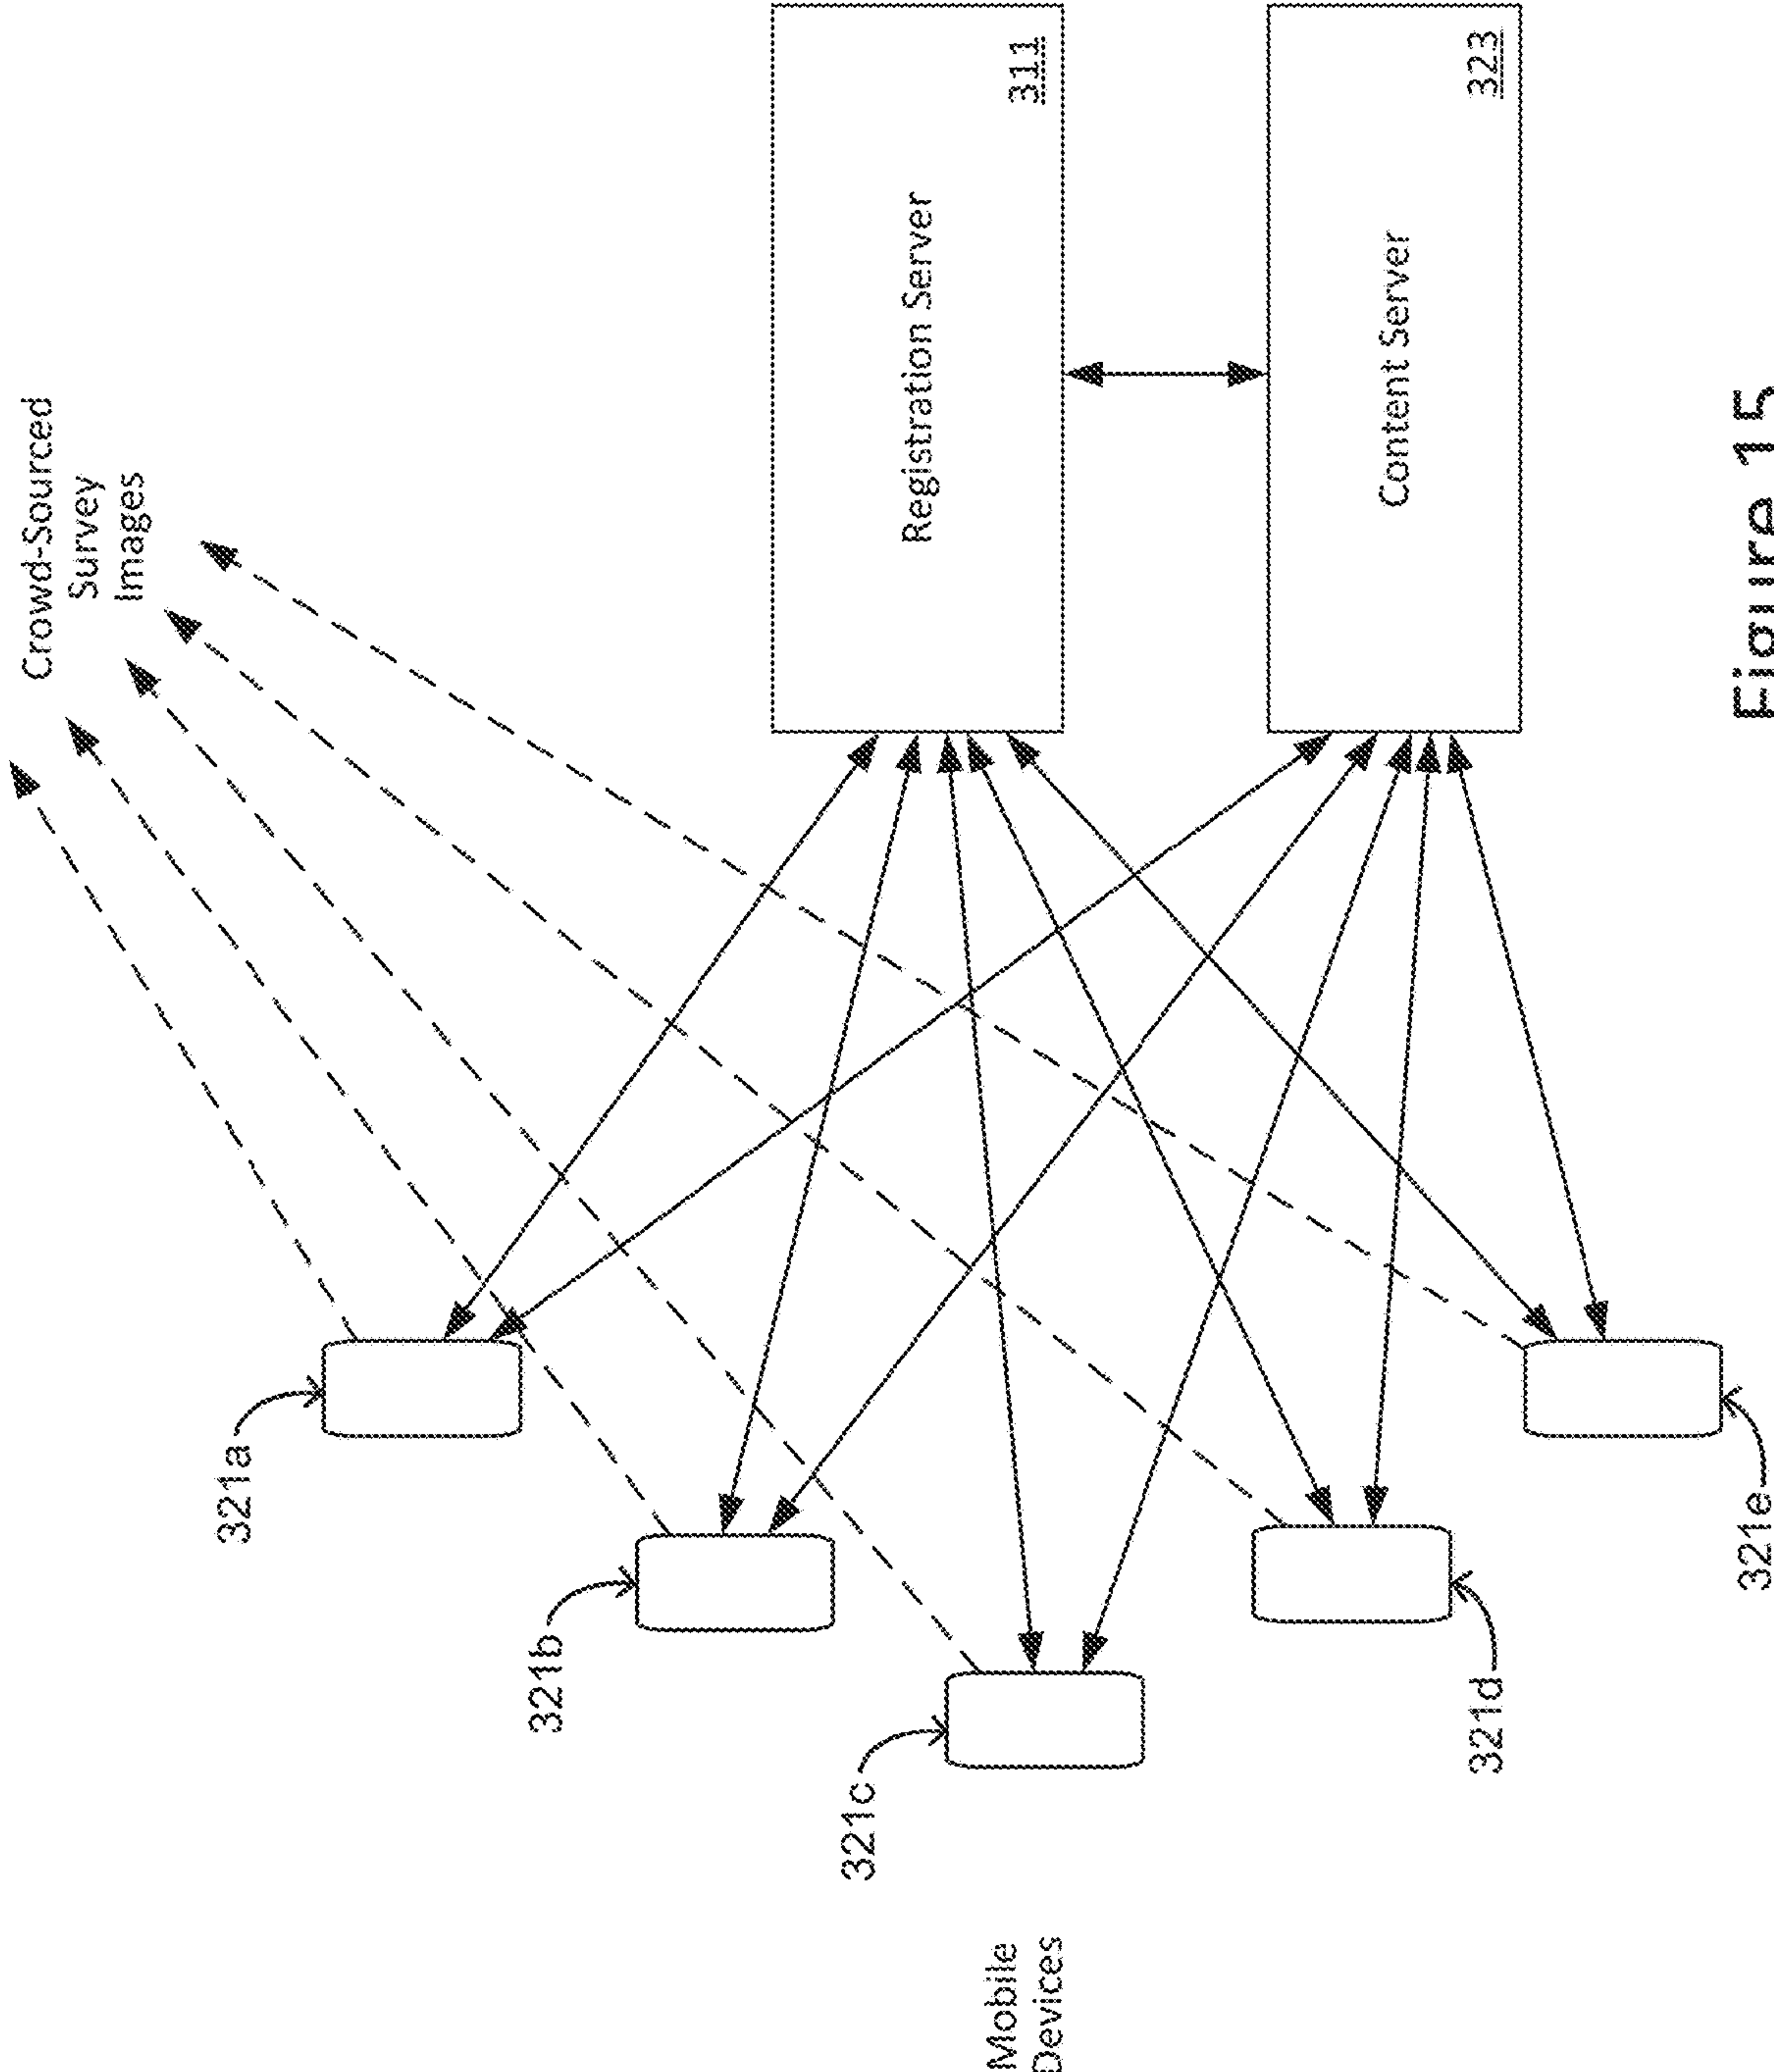 Crowd-Sourced
Survey
Images
321a
321b
321c
321d
321e
Mobile
Devices
Registration Server
311
Content Server
323
Figure 15